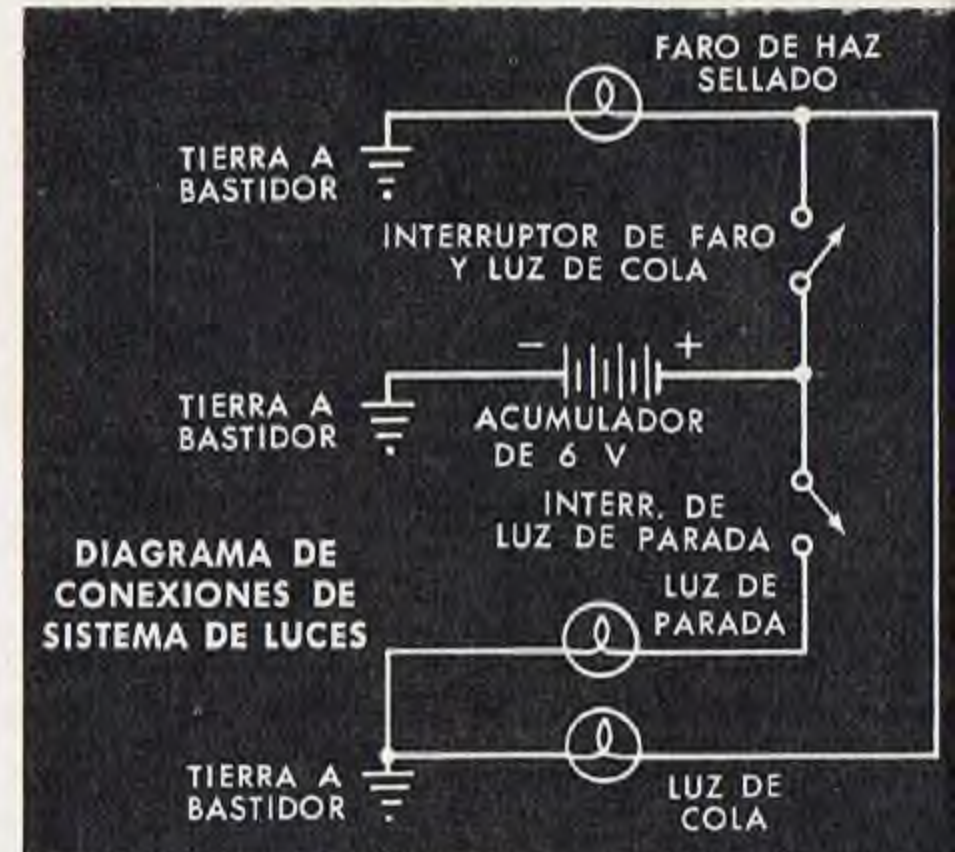 FARO DE HAZ
SELLADO
TIERRA A
BASTIDOR
INTERRUPTOR DE FARO
Y LUZ DE COLA
− +
TIERRA A
BASTIDOR
ACUMULADOR
DE 6 V
INTERR. DE
LUZ DE PARADA
DIAGRAMA DE
CONEXIONES DE
SISTEMA DE LUCES
LUZ DE
PARADA
TIERRA A
BASTIDOR
LUZ DE
COLA